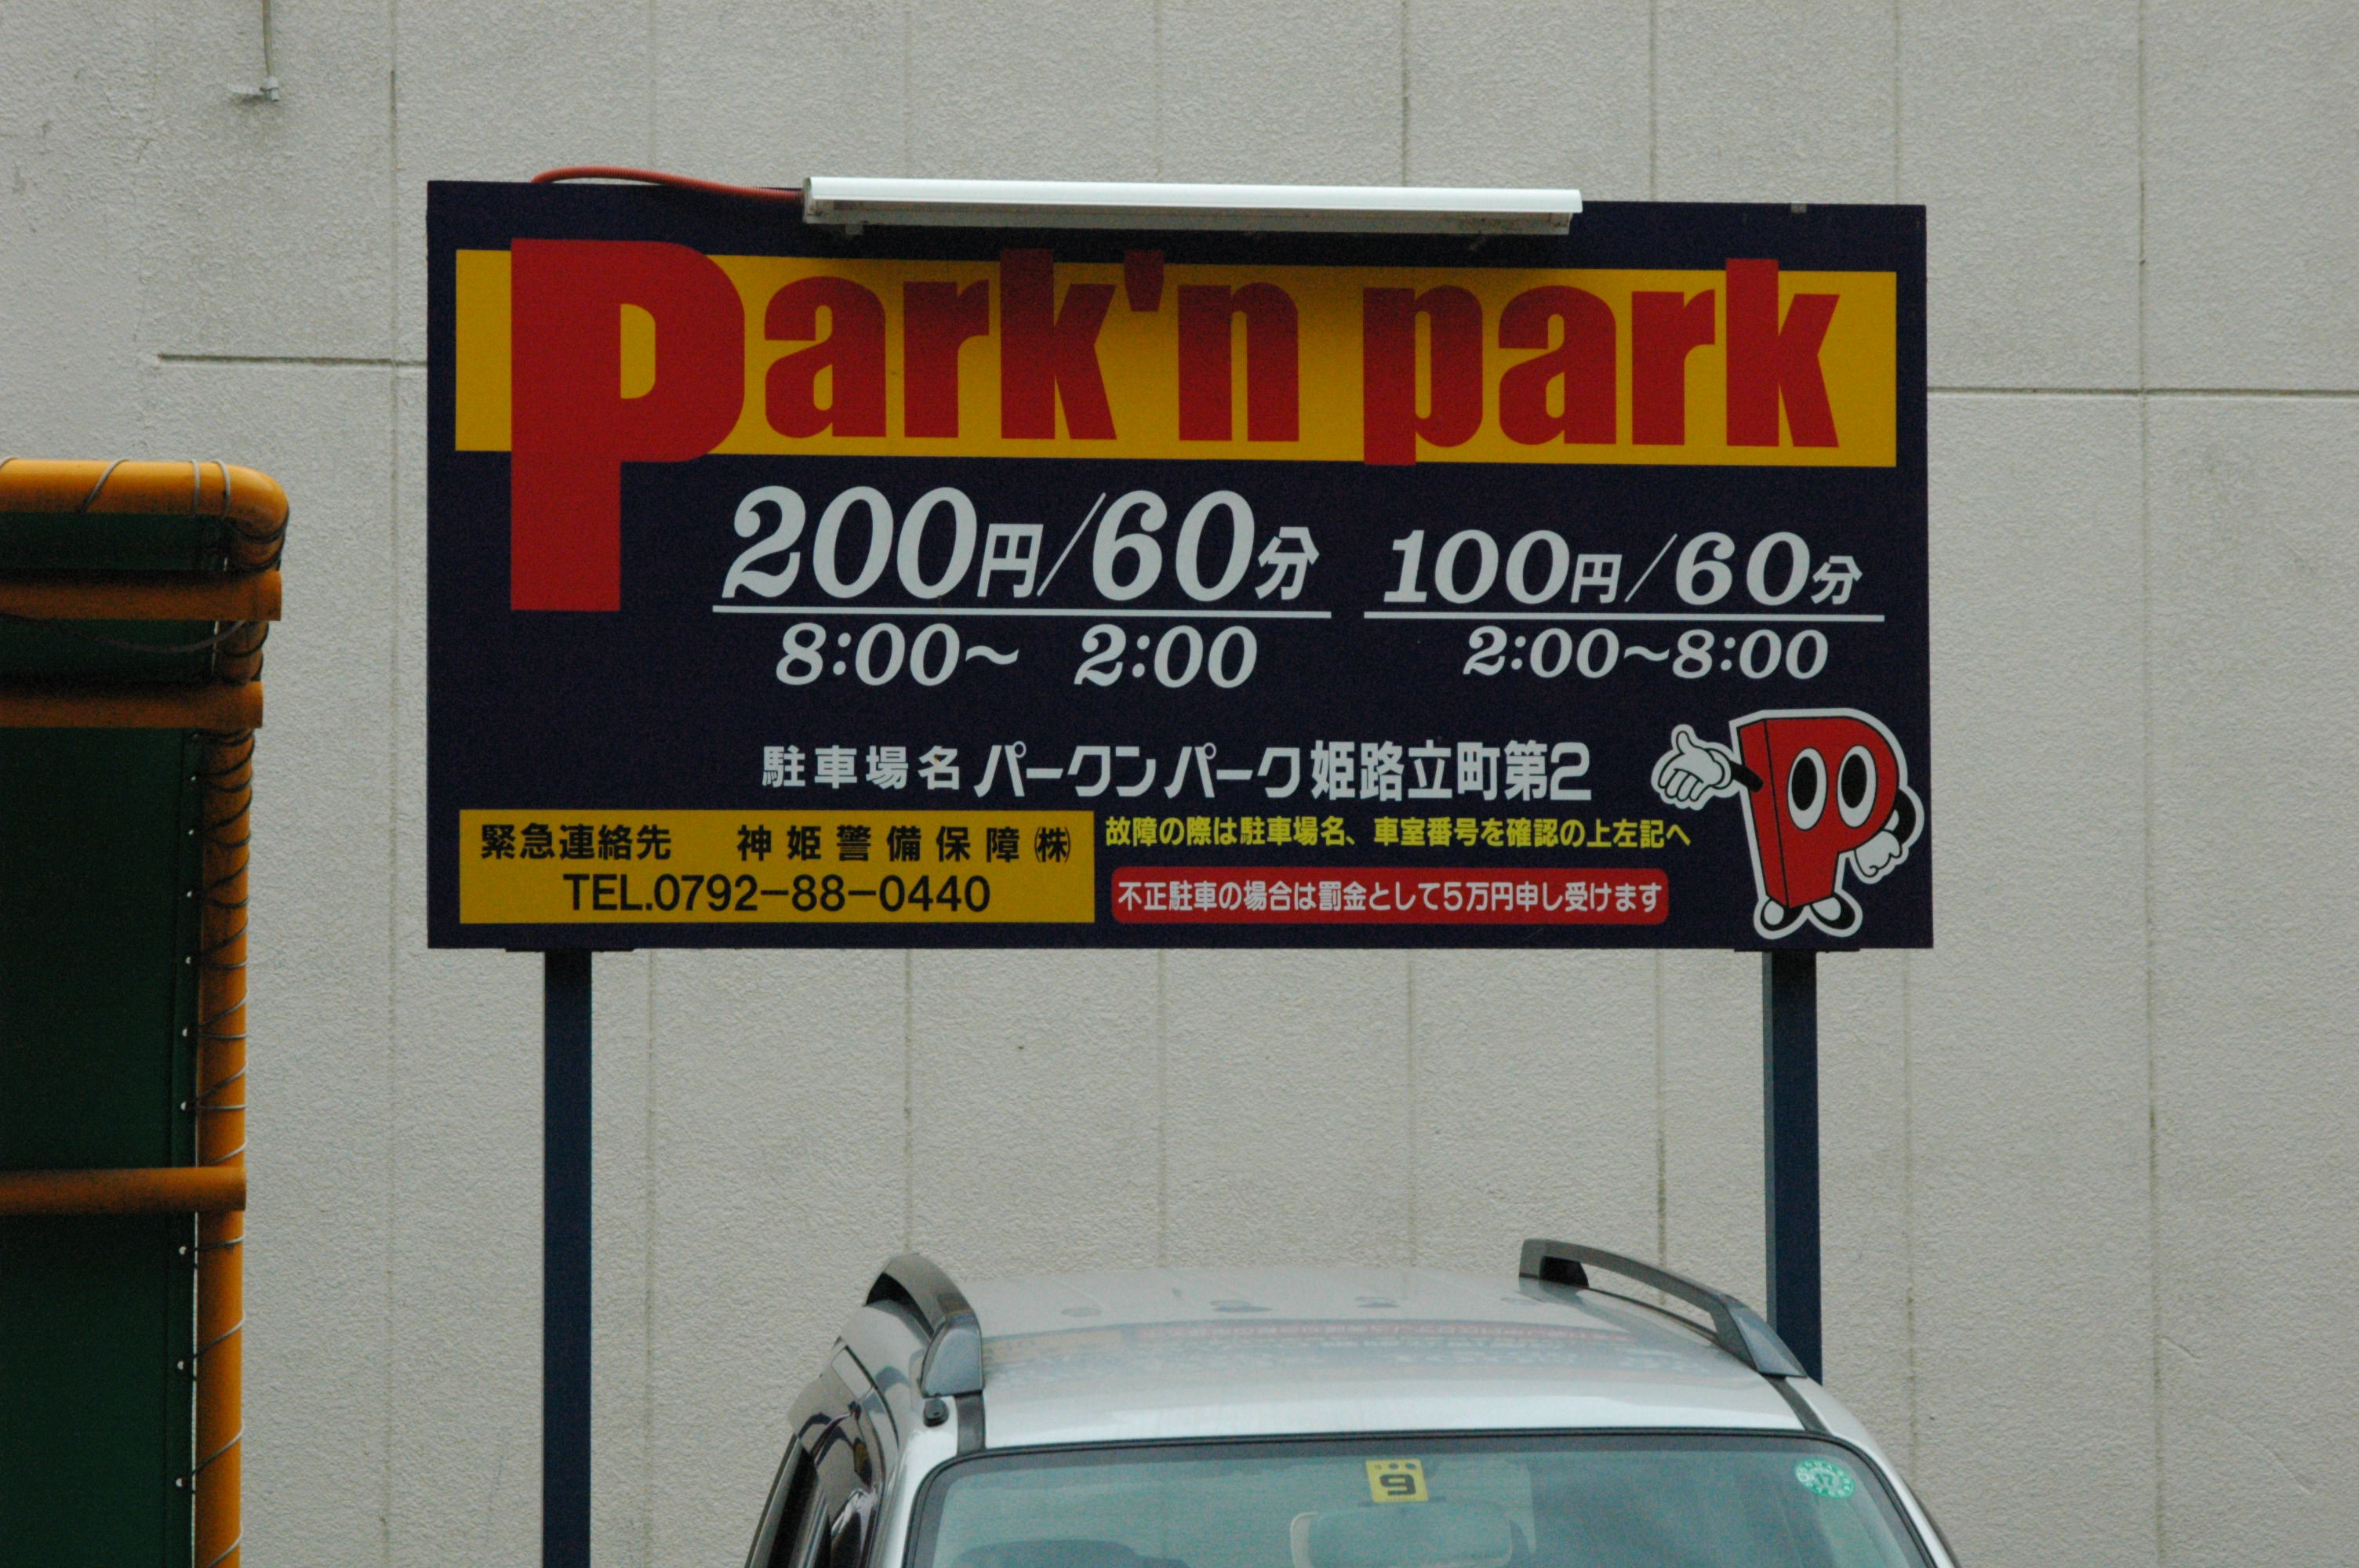 Park'n park
200円/60分 100円/60分
8:00~ 2:00 2:00~8:00
駐車場名 パークンパーク姫路立町第2
緊急連絡先 神姫警備保障㈱
TEL.0792-88-0440
故障の際は駐車場名、車室番号を確認の上左記へ
不正駐車の場合は罰金として5万円申し受けます
9
17